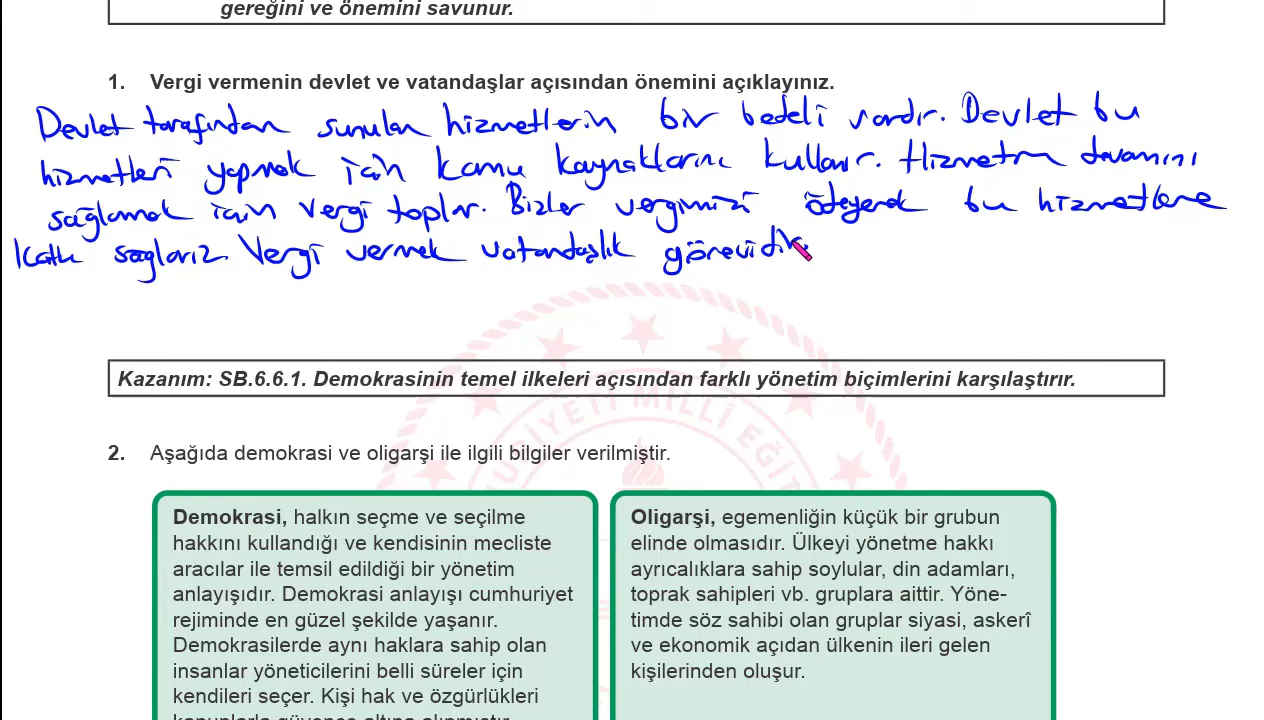 gereğini ve önemini savunur.
1. Vergi vermenin devlet ve vatandaşlar açısından önemini açıklayınız.
Devlet tarafından sunulan hizmetlerin bir bedeli vardır. Devlet bu
hizmetleri yapmak için kamu kaynaklarını kullanır. Hizmetin devamını
sağlamak için vergi toplar. Bizler vergimizi ödeyerek bu hizmetlere
katkı sağlarız. Vergi vermek vatandaşlık görevidir.
Kazanım: SB.6.6.1. Demokrasinin temel ilkeleri açısından farklı yönetim biçimlerini karşılaştırır.
MİLLÎ EĞİT
2. Aşağıda demokrasi ve oligarşi ile ilgili bilgiler verilmiştir.
Demokrasi, halkın seçme ve seçilme
hakkını kullandığı ve kendisinin mecliste
aracılar ile temsil edildiği bir yönetim
anlayışıdır. Demokrasi anlayışı cumhuriyet
rejiminde en güzel şekilde yaşanır.
Demokrasilerde aynı haklara sahip olan
insanlar yöneticilerini belli süreler için
kendileri seçer. Kişi hak ve özgürlükleri
kanunlarla güvence altına alınmıştır.
Oligarşi, egemenliğin küçük bir grubun
elinde olmasıdır. Ülkeyi yönetme hakkı
ayrıcalıklara sahip soylular, din adamları,
toprak sahipleri vb. gruplara aittir. Yöne-
timde söz sahibi olan gruplar siyasi, askerî
ve ekonomik açıdan ülkenin ileri gelen
kişilerinden oluşur.